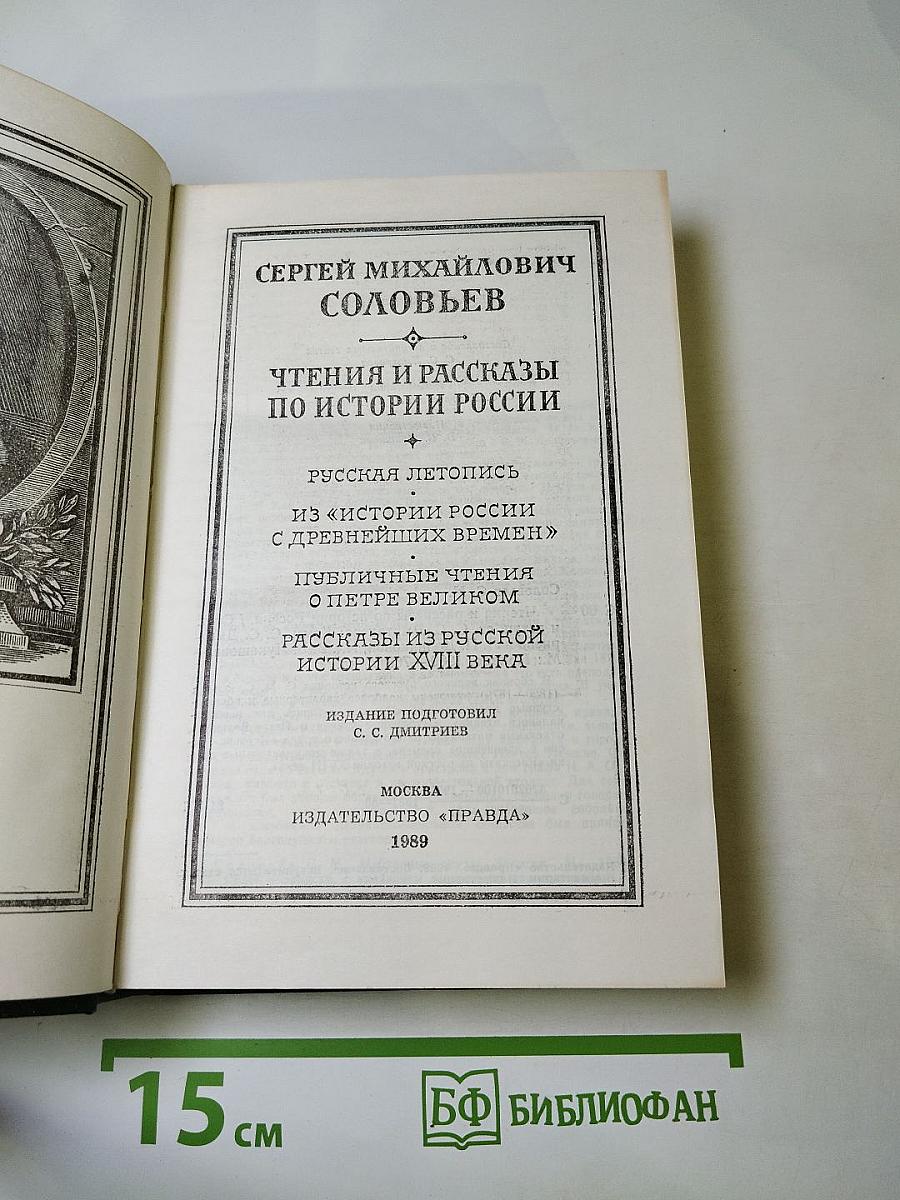 СЕРГЕЙ МИХАЙЛОВИЧ
СОЛОВЬЕВ
ЧТЕНИЯ И РАССКАЗЫ
ПО ИСТОРИИ РОССИИ
РУССКАЯ ЛЕТОПИСЬ
ИЗ «ИСТОРИИ РОССИИ
С ДРЕВНЕЙШИХ ВРЕМЕН»
ПУБЛИЧНЫЕ ЧТЕНИЯ
О ПЕТРЕ ВЕЛИКОМ
РАССКАЗЫ ИЗ РУССКОЙ
ИСТОРИИ XVIII ВЕКА
ИЗДАНИЕ ПОДГОТОВИЛ
С. С. ДМИТРИЕВ
МОСКВА
ИЗДАТЕЛЬСТВО «ПРАВДА»
1989
15 см
БФ БИБЛИОФАН